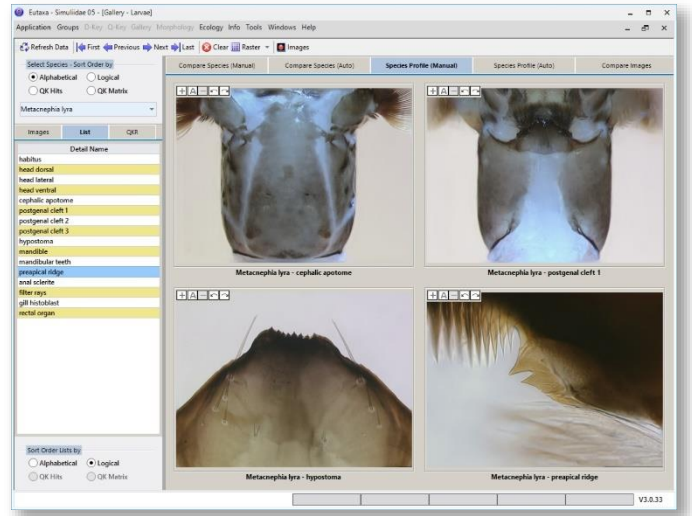 Eutaxa - Simuliidae 05 - [Gallery - Larvae]
Application Groups D-Key Q-Key Gallery Morphology Ecology Info Tools Windows Help
Refresh Data First Previous Next Last Clear Raster Images
Select Species - Sort Order by
Alphabetical Logical
QK Hits QK Matrix
Metacnephia lyra
Compare Species (Manual) Compare Species (Auto) Species Profile (Manual) Species Profile (Auto) Compare Images
Images List QKR
Detail Name
habitus
head dorsal
head lateral
head ventral
cephalic apotome
postgenal cleft 1
postgenal cleft 2
postgenal cleft 3
hypostoma
mandible
mandibular teeth
preapical ridge
anal sclerite
filter rays
gill histoblast
rectal organ
Sort Order Lists by
Alphabetical Logical
QK Hits QK Matrix
Metacnephia lyra - cephalic apotome
Metacnephia lyra - postgenal cleft 1
Metacnephia lyra - hypostoma
Metacnephia lyra - preapical ridge
V3.0.33